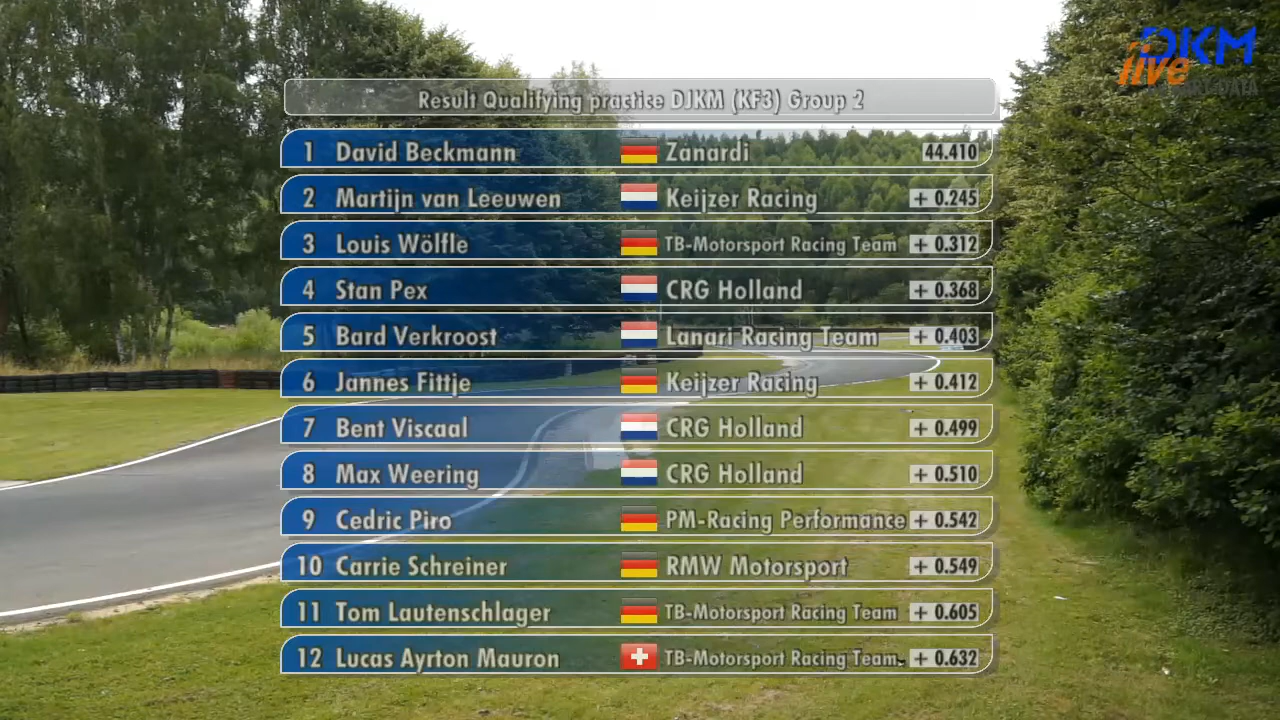 DKM
live
Result Qualifying practice DJKM (KF3) Group 2
1 David Beckmann Zanardi 44.410
2 Martijn van Leeuwen Keijzer Racing + 0.245
3 Louis Wölfle TB-Motorsport Racing Team + 0.312
4 Stan Pex CRG Holland + 0.368
5 Bard Verkroost Lanari Racing Team + 0.403
6 Jannes Fittje Keijzer Racing + 0.412
7 Bent Viscaal CRG Holland + 0.499
8 Max Weering CRG Holland + 0.510
9 Cedric Piro PM-Racing Performance + 0.542
10 Carrie Schreiner RMW Motorsport + 0.549
11 Tom Lautenschlager TB-Motorsport Racing Team + 0.605
12 Lucas Ayrton Mauron TB-Motorsport Racing Team + 0.632